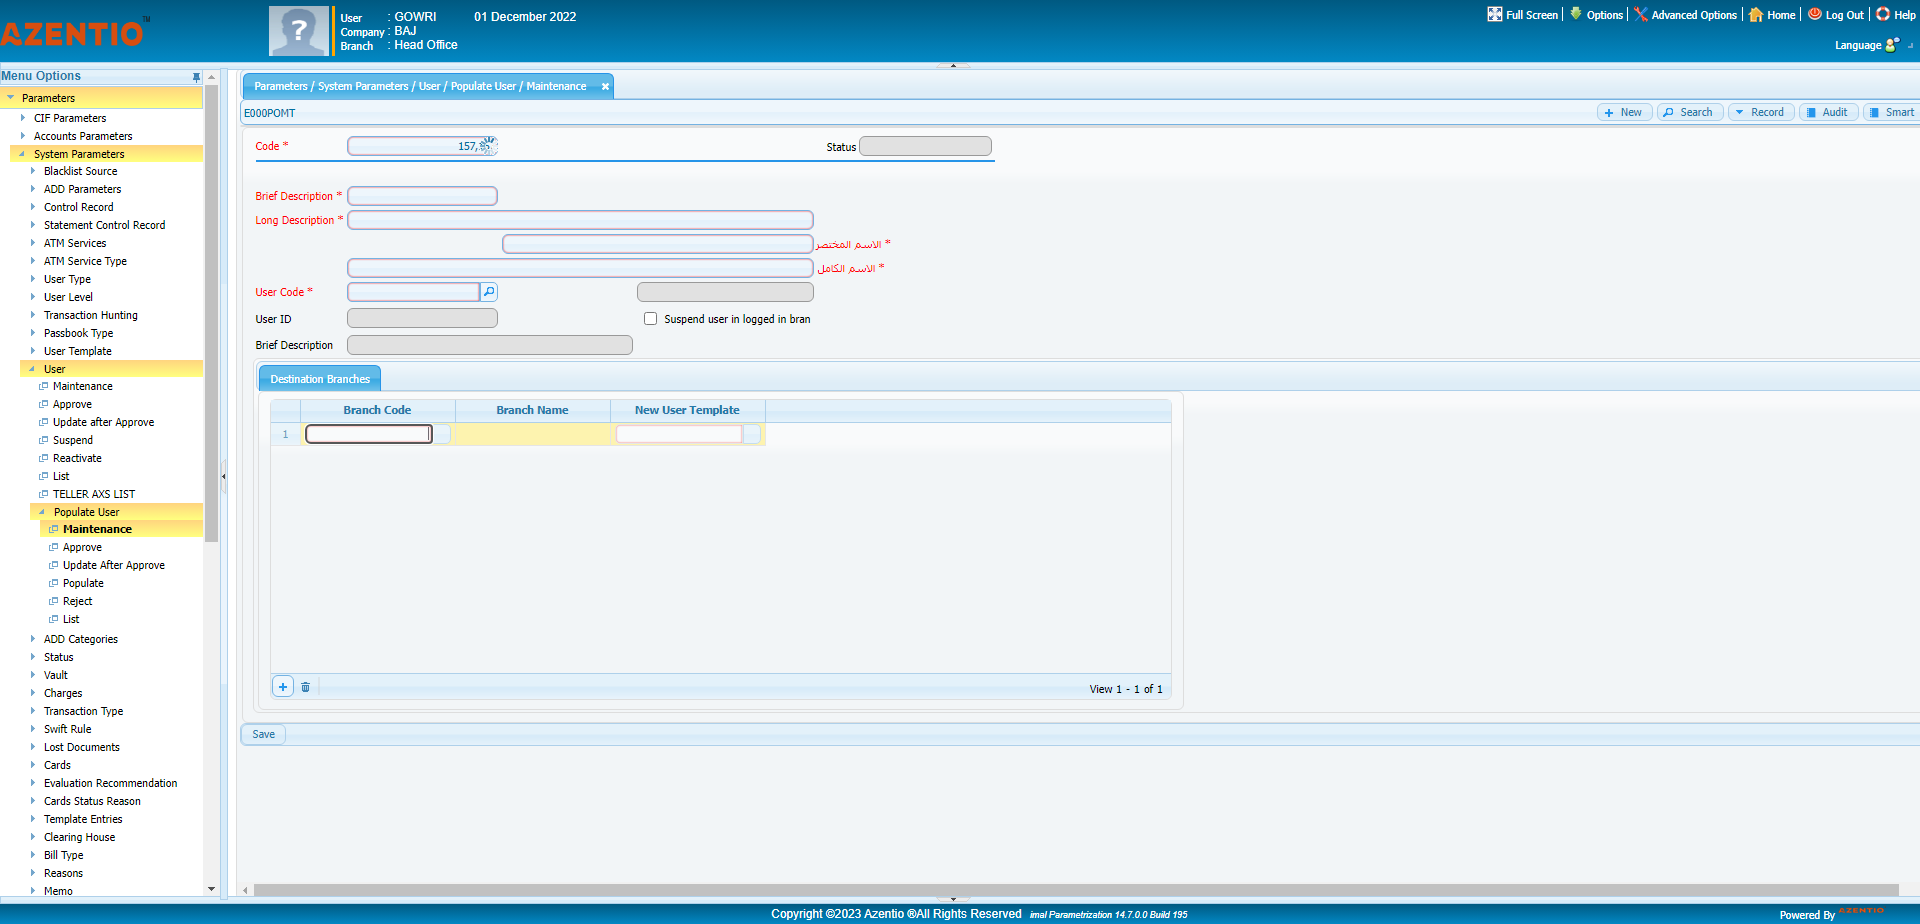 AZENTIO™
User : GOWRI 01 December 2022
Company : BAJ
Branch : Head Office
Full Screen Options Advanced Options Home Log Out Help
Language
Menu Options
Parameters
CIF Parameters
Accounts Parameters
System Parameters
Blacklist Source
ADD Parameters
Control Record
Statement Control Record
ATM Services
ATM Service Type
User Type
User Level
Transaction Hunting
Passbook Type
User Template
User
Maintenance
Approve
Update after Approve
Suspend
Reactivate
List
TELLER AXS LIST
Populate User
Maintenance
Approve
Update After Approve
Populate
Reject
List
ADD Categories
Status
Vault
Charges
Transaction Type
Swift Rule
Lost Documents
Cards
Evaluation Recommendation
Cards Status Reason
Template Entries
Clearing House
Bill Type
Reasons
Memo
Parameters / System Parameters / User / Populate User / Maintenance
E000POMT
New Search Record Audit Smart
Code * Status
Brief Description *
Long Description *
الاسم المختصر *
الاسم الكامل *
User Code *
User ID Suspend user in logged in bran
Brief Description
Destination Branches
Branch Code Branch Name New User Template
1
View 1 - 1 of 1
Save
Copyright ©2023 Azentio ®All Rights Reserved imal Parametrization 14.7.0.0 Build 195
Powered By AZENTIO